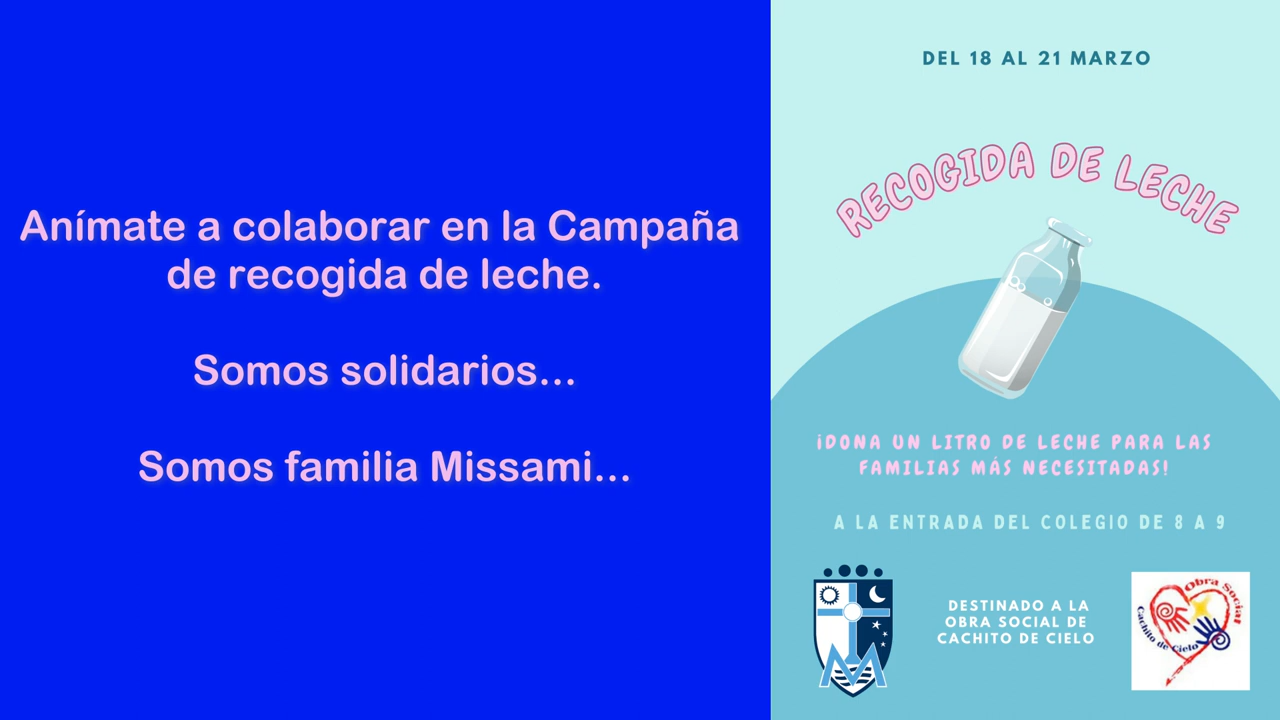 Anímate a colaborar en la Campaña
de recogida de leche.
Somos solidarios...
Somos familia Missami...
DEL 18 AL 21 MARZO
RECOGIDA DE LECHE
¡DONA UN LITRO DE LECHE PARA LAS
FAMILIAS MÁS NECESITADAS!
A LA ENTRADA DEL COLEGIO DE 8 A 9
DESTINADO A LA
OBRA SOCIAL DE
CACHITO DE CIELO
Obra Social
Cachito de Cielo